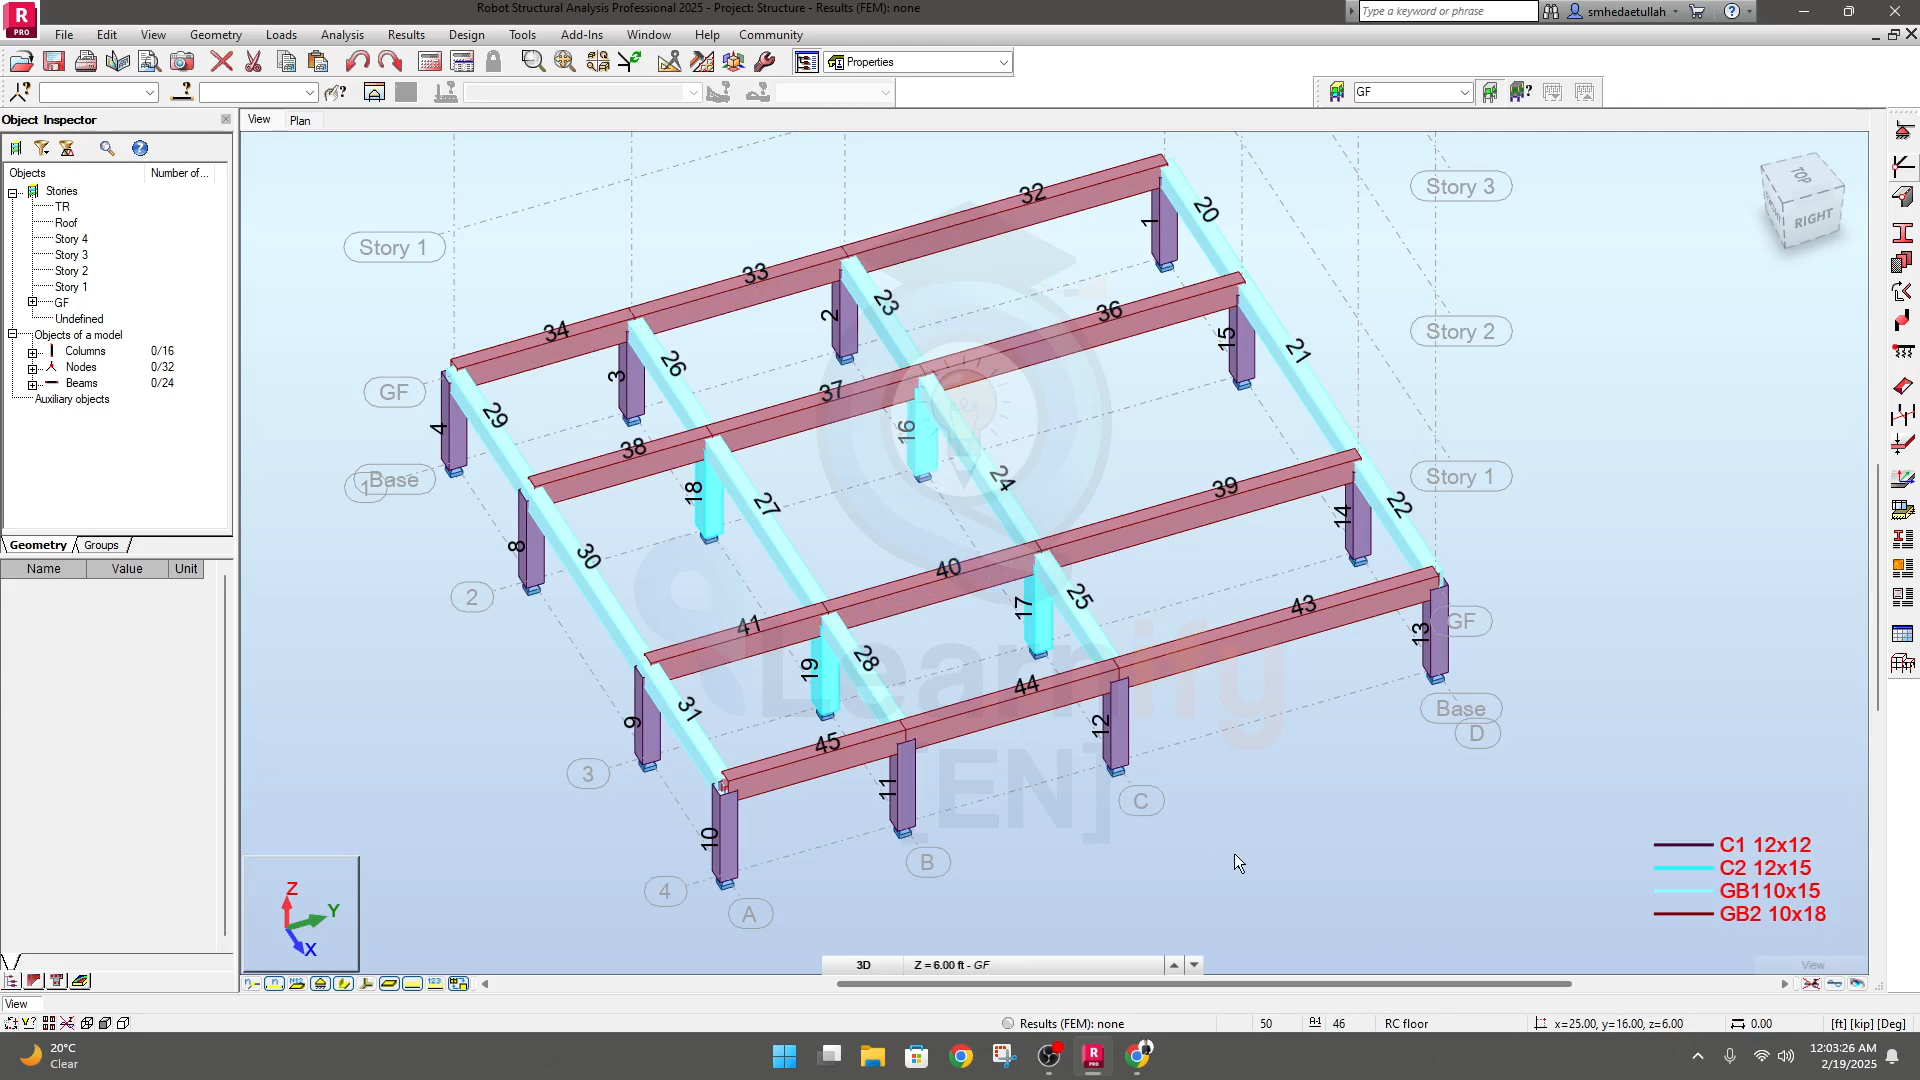 Robot Structural Analysis Professional 2025 - Project: Structure - Results (FEM): none
Type a keyword or phrase
smhedaetullah
R
PRO
File Edit View Geometry Loads Analysis Results Design Tools Add-Ins Window Help Community
Properties
GF
Object Inspector
View Plan
Objects Number of...
Stories
TR
Roof
Story 4
Story 3
Story 2
Story 1
GF
Undefined
Objects of a model
Columns 0/16
Nodes 0/32
Beams 0/24
Auxiliary objects
Geometry Groups
Name Value Unit
Story 1
GF
Base
1
2
3
4
A
B
C
D
Story 3
Story 2
Story 1
GF
Base
32
20
1
33
23
2
34
26
3
36
15
21
29
4
37
16
38
18
27
24
39
14
22
8
30
40
17
25
41
19
28
43
13
9
31
44
12
45
11
10
Learnify
[EN]
TOP
RIGHT
C1 12x12
C2 12x15
GB110x15
GB2 10x18
Z
Y
X
3D Z = 6.00 ft - GF
View
View
Results (FEM): none 50 46 RC floor x=25.00, y=16.00, z=6.00 0.00 [ft] [kip] [Deg]
20°C
Clear
12:03:26 AM
2/19/2025